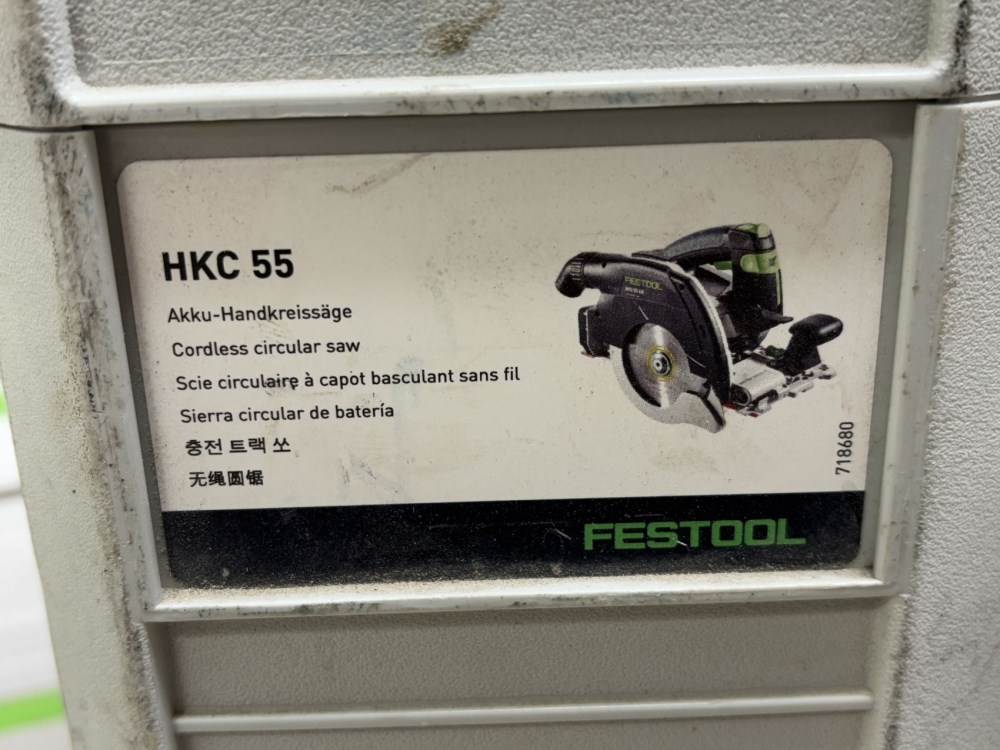 HKC 55
Akku-Handkreissäge
Cordless circular saw
Scie circulaire à capot basculant sans fil
Sierra circular de batería
충전 트랙 쏘
无绳圆锯
FESTOOL
718680
FESTOOL